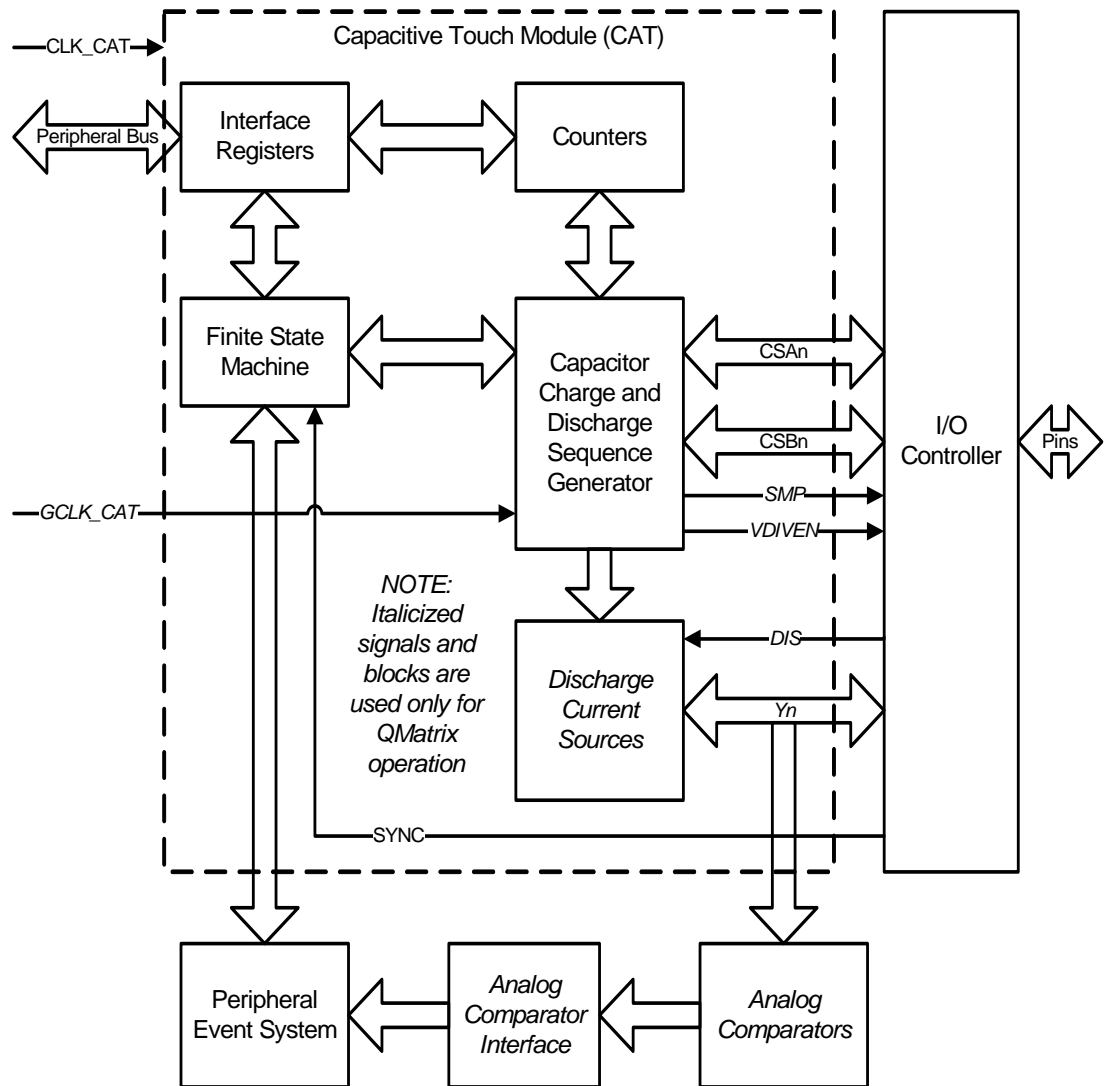 Capacitive Touch Module (CAT)
CLK_CAT
Peripheral Bus
Interface
Registers
Counters
Finite State
Machine
Capacitor
Charge and
Discharge
Sequence
Generator
CSAn
CSBn
SMP
VDIVEN
I/O
Controller
Pins
GCLK_CAT
NOTE:
Italicized
signals and
blocks are
used only for
QMatrix
operation
Discharge
Current
Sources
DIS
Yn
SYNC
Peripheral
Event System
Analog
Comparator
Interface
Analog
Comparators